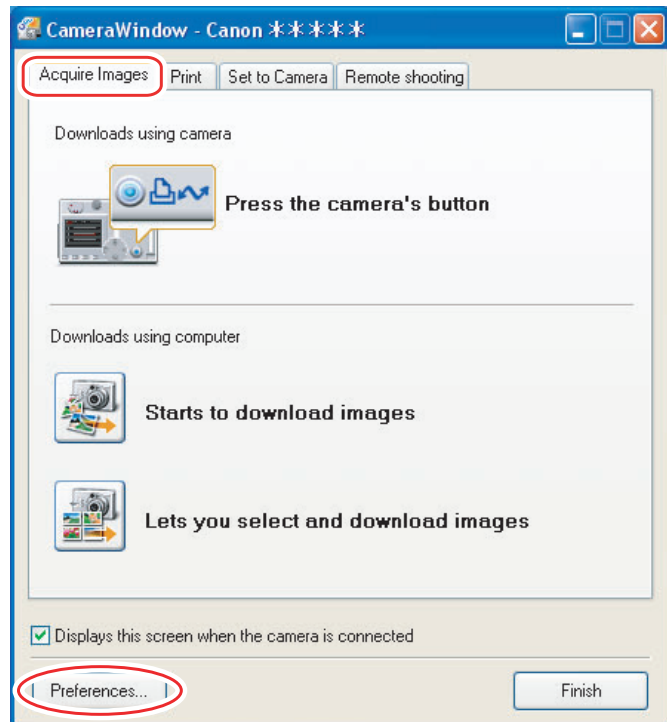 CameraWindow - Canon ∗∗∗∗∗
Acquire Images Print Set to Camera Remote shooting
Downloads using camera
Press the camera's button
Downloads using computer
Starts to download images
Lets you select and download images
Displays this screen when the camera is connected
Preferences... Finish